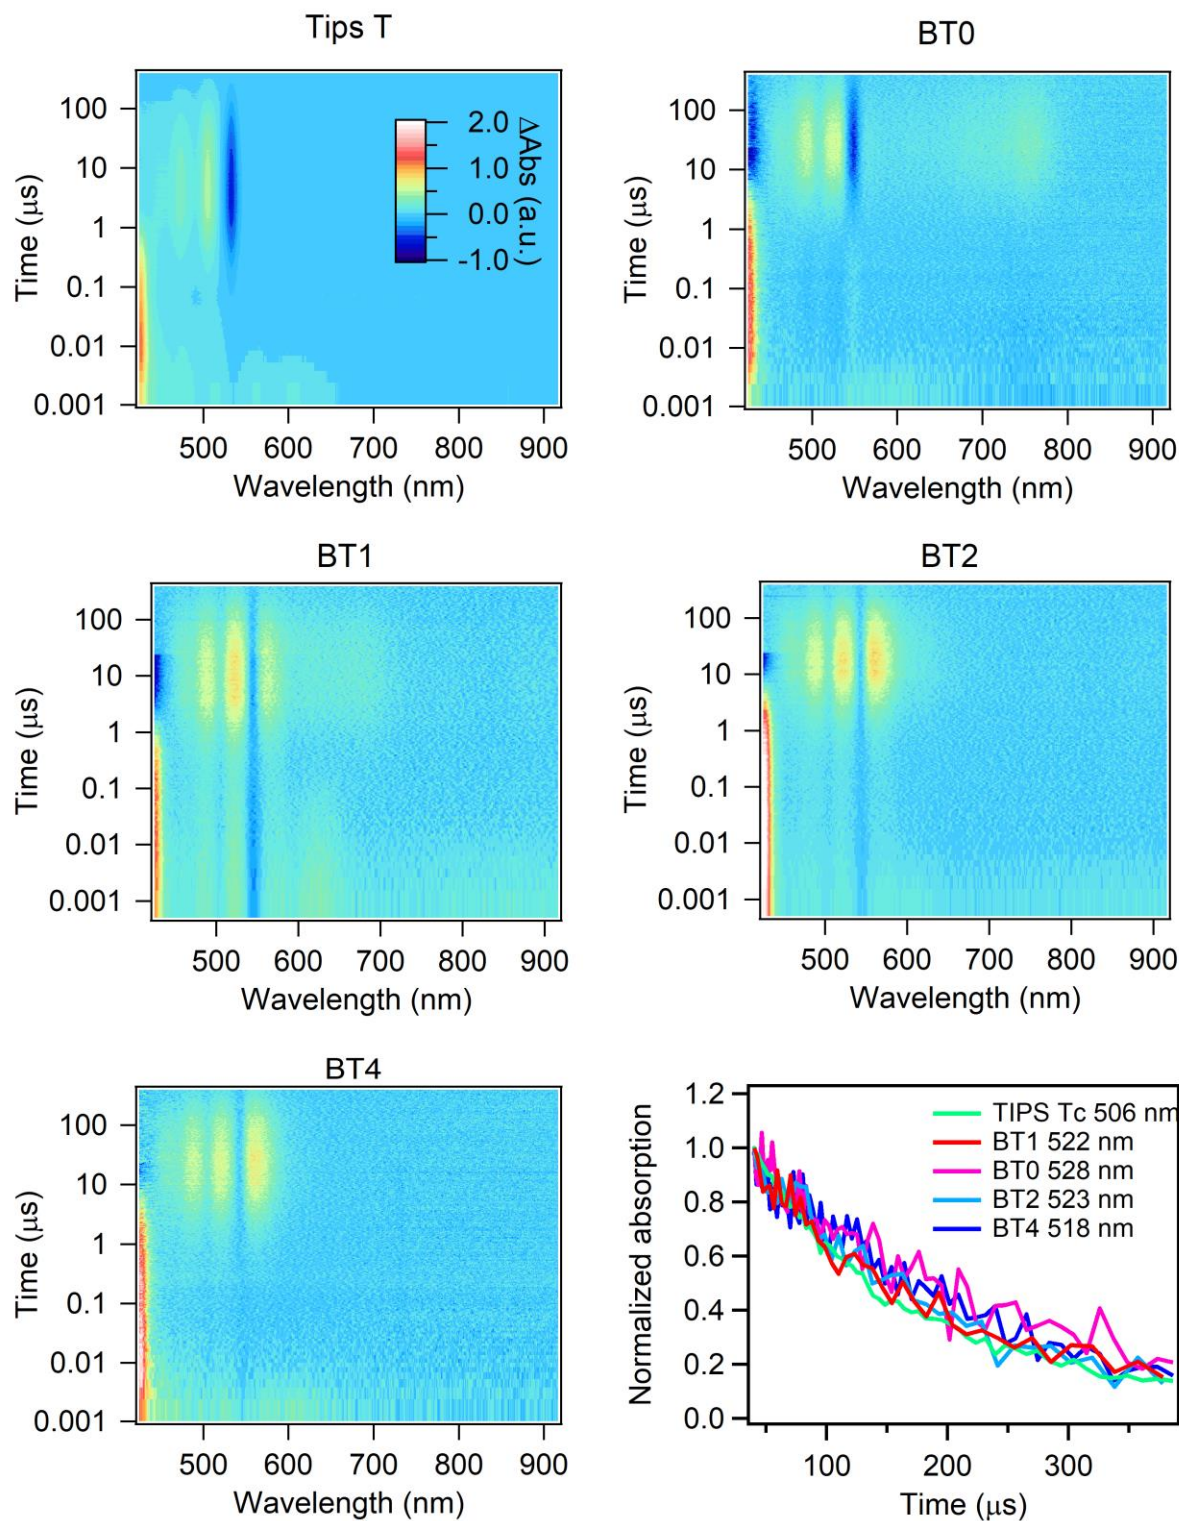 Tips T
Time (μs)
100
10
1
0.1
0.01
0.001
2.0
1.0
0.0
-1.0
ΔAbs (a.u.)
500 600 700 800 900
Wavelength (nm)
BT0
Time (μs)
100
10
1
0.1
0.01
0.001
500 600 700 800 900
Wavelength (nm)
BT1
Time (μs)
100
10
1
0.1
0.01
0.001
500 600 700 800 900
Wavelength (nm)
BT2
Time (μs)
100
10
1
0.1
0.01
0.001
500 600 700 800 900
Wavelength (nm)
BT4
Time (μs)
100
10
1
0.1
0.01
0.001
500 600 700 800 900
Wavelength (nm)
Normalized absorption
1.2
1.0
0.8
0.6
0.4
0.2
0.0
TIPS Tc 506 nm
BT1 522 nm
BT0 528 nm
BT2 523 nm
BT4 518 nm
100 200 300
Time (μs)